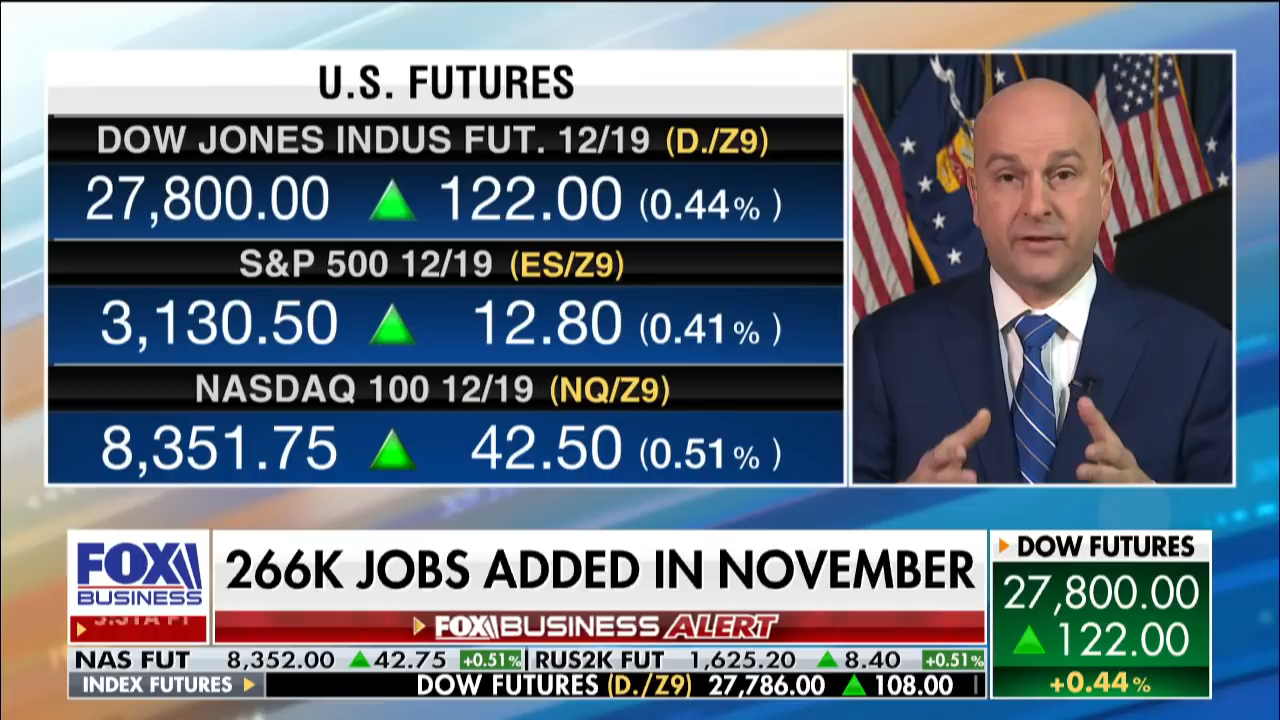 U.S. FUTURES
DOW JONES INDUS FUT. 12/19 (D./Z9)
27,800.00 ▲ 122.00 (0.44%)
S&P 500 12/19 (ES/Z9)
3,130.50 ▲ 12.80 (0.41%)
NASDAQ 100 12/19 (NQ/Z9)
8,351.75 ▲ 42.50 (0.51%)
FOX BUSINESS
266K JOBS ADDED IN NOVEMBER
FOX BUSINESS ALERT
DOW FUTURES
27,800.00
▲ 122.00
+0.44%
NAS FUT 8,352.00 ▲ 42.75 +0.51% RUS2K FUT 1,625.20 ▲ 8.40 +0.51%
INDEX FUTURES DOW FUTURES (D./Z9) 27,786.00 ▲ 108.00